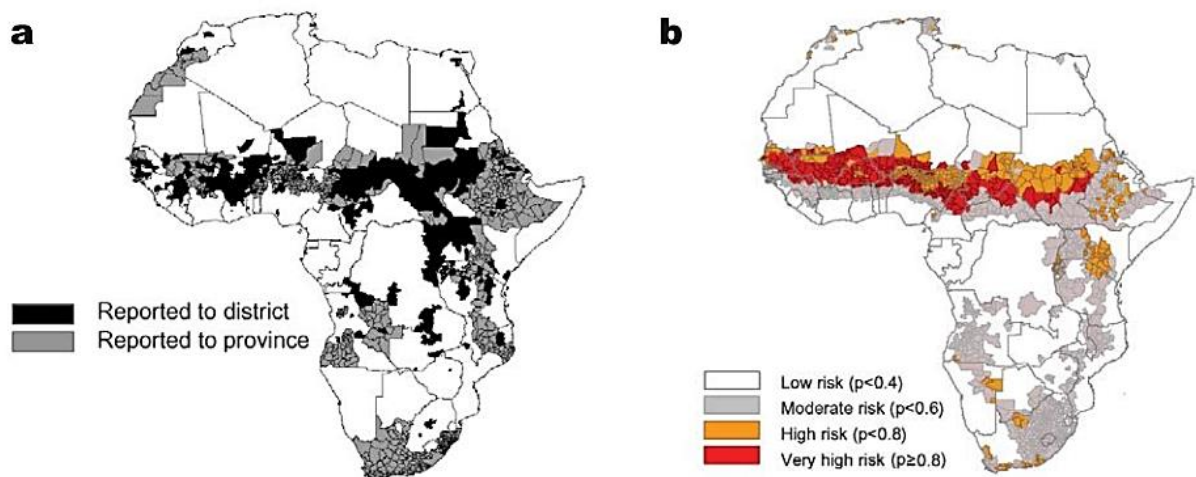 a
Reported to district
Reported to province
b
Low risk (p<0.4)
Moderate risk (p<0.6)
High risk (p<0.8)
Very high risk (p≥0.8)